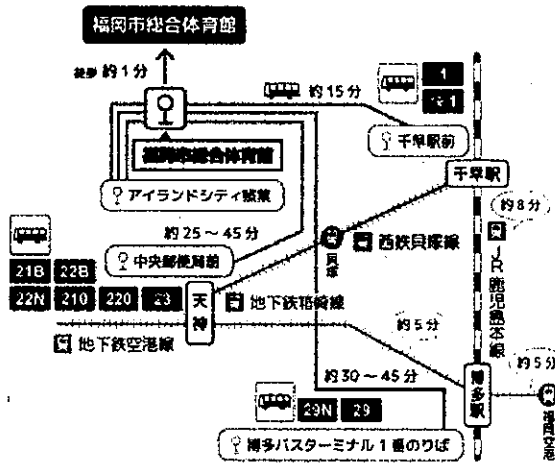 福岡市総合体育館
徒歩 約1分
約15分
1
千早駅前
福岡市総合体育館
千早駅
アイランドシティ照葉
約8分
約25〜45分
西鉄貝塚線
貝塚
中央郵便局前
JR鹿児島本線
21B 22B
22N 210 220 23
天神
地下鉄箱崎線
地下鉄空港線
約5分
約5分
約30〜45分
博多駅
29N 29
福岡空港
博多バスターミナル1番のりば